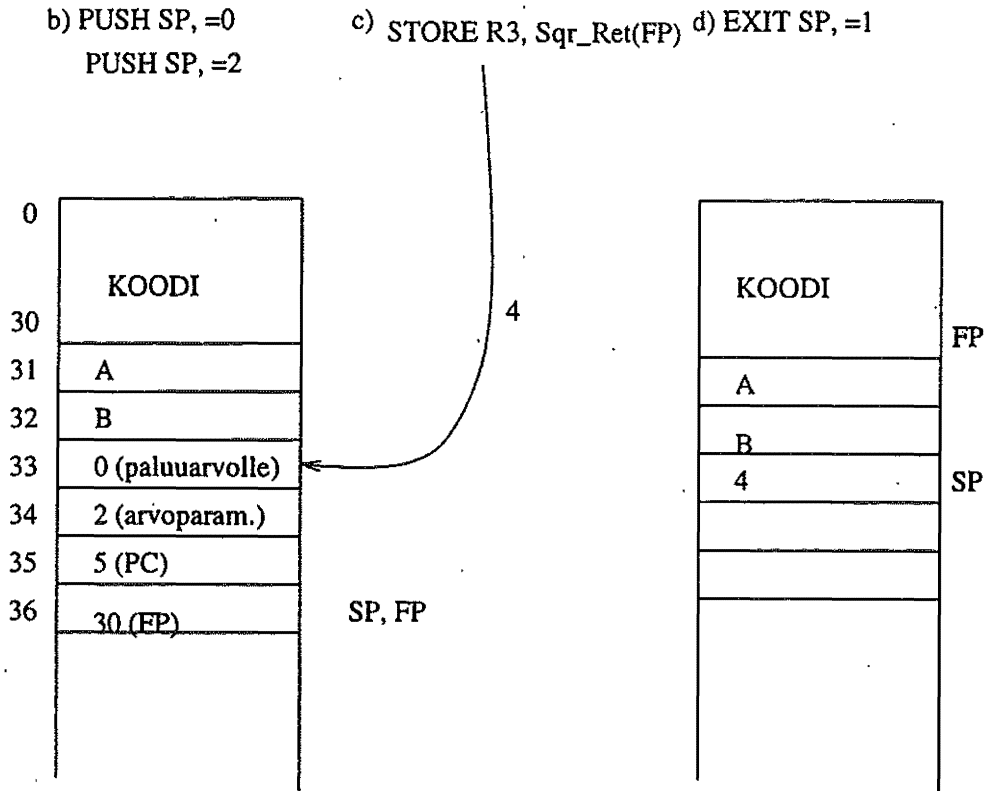 b) PUSH SP, =0
PUSH SP, =2
c) STORE R3, Sqr_Ret(FP)
d) EXIT SP, =1
0
KOODI
30
31 A
32 B
33 0 (paluuarvolle)
34 2 (arvoparam.)
35 5 (PC)
36 30 (FP)
SP, FP
4
KOODI
FP
A
B
4 SP